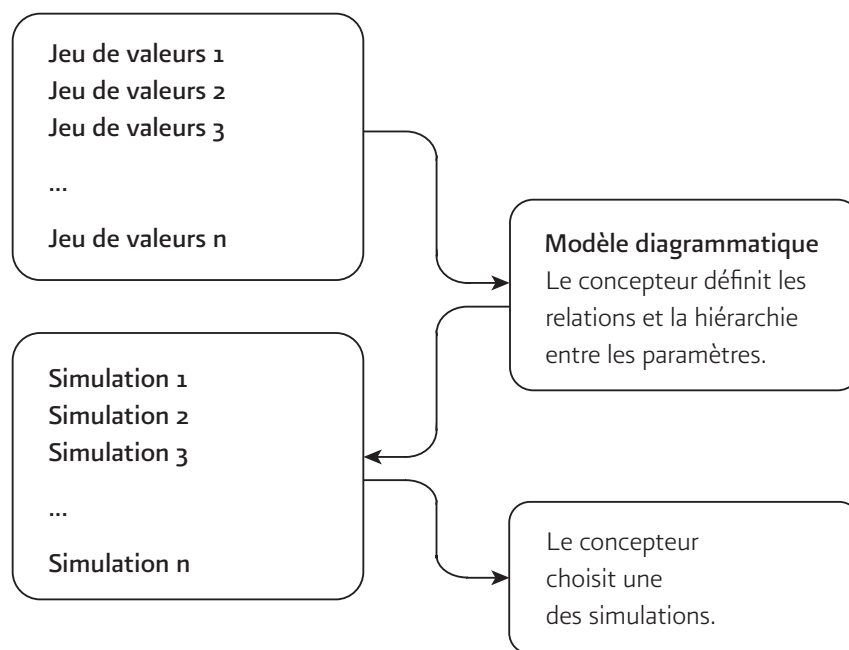 Jeu de valeurs 1
Jeu de valeurs 2
Jeu de valeurs 3
...
Jeu de valeurs n
Modèle diagrammatique
Le concepteur définit les
relations et la hiérarchie
entre les paramètres.
Simulation 1
Simulation 2
Simulation 3
...
Simulation n
Le concepteur
choisit une
des simulations.